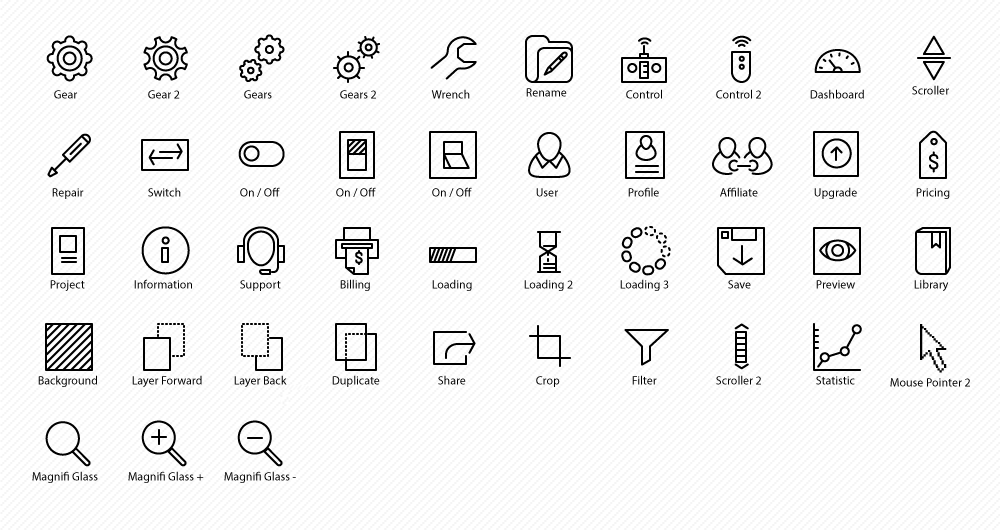 Gear Gear 2 Gears Gears 2 Wrench Rename Control Control 2 Dashboard Scroller
Repair Switch On / Off On / Off On / Off User Profile Affiliate Upgrade Pricing
$
Project Information Support Billing Loading Loading 2 Loading 3 Save Preview Library
$
Background Layer Forward Layer Back Duplicate Share Crop Filter Scroller 2 Statistic Mouse Pointer 2
Magnifi Glass Magnifi Glass + Magnifi Glass -